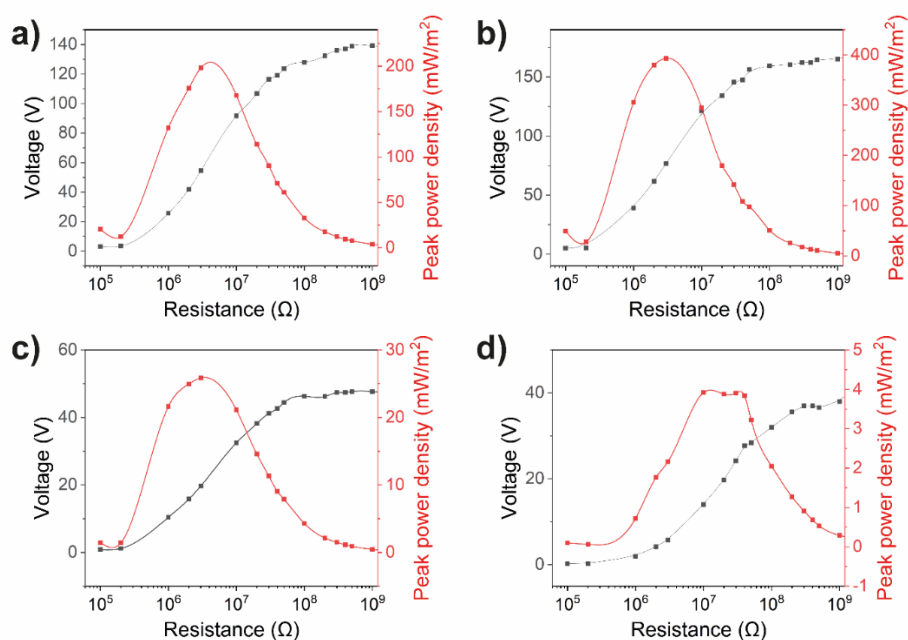 a)
Voltage (V)
140
120
100
80
60
40
20
0
200
150
100
50
0
Peak power density (mW/m²)
10⁵ 10⁶ 10⁷ 10⁸ 10⁹
Resistance (Ω)
b)
Voltage (V)
150
100
50
0
400
300
200
100
0
Peak power density (mW/m²)
10⁵ 10⁶ 10⁷ 10⁸ 10⁹
Resistance (Ω)
c)
Voltage (V)
60
40
20
0
30
20
10
0
Peak power density (mW/m²)
10⁵ 10⁶ 10⁷ 10⁸ 10⁹
Resistance (Ω)
d)
Voltage (V)
40
20
0
5
4
3
2
1
0
-1
Peak power density (mW/m²)
10⁵ 10⁶ 10⁷ 10⁸ 10⁹
Resistance (Ω)